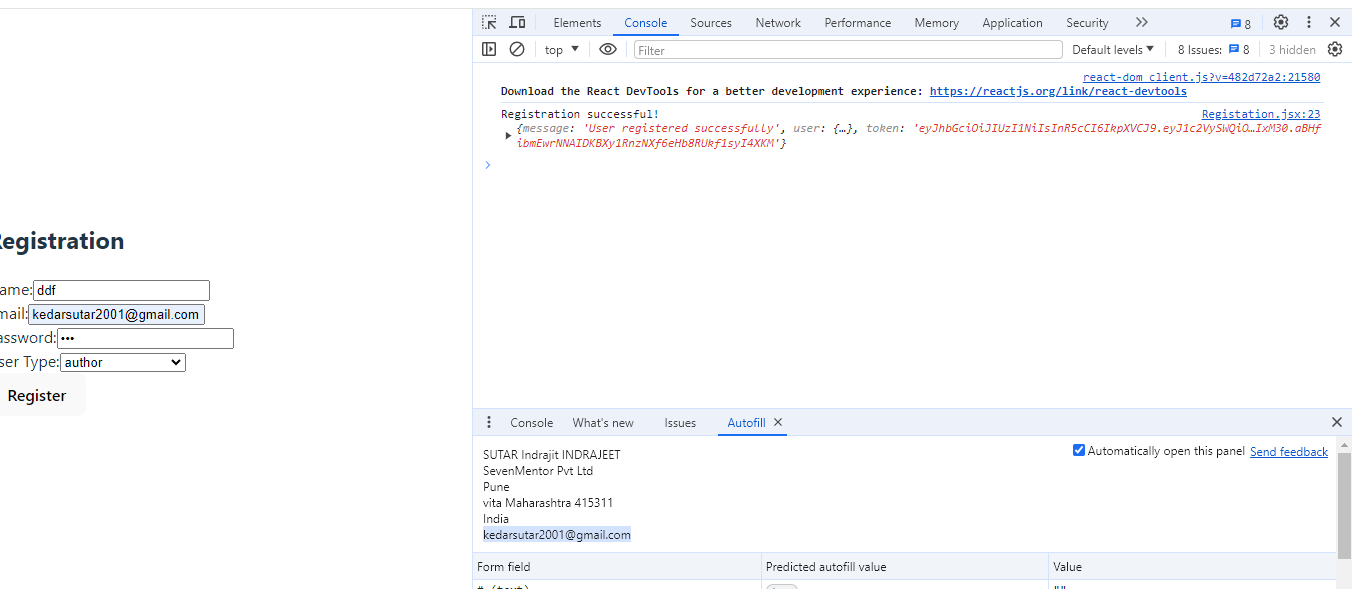 Elements Console Sources Network Performance Memory Application Security 8
top Filter Default levels 8 Issues: 8 3 hidden
react-dom client.js?v=482d72a2:21580
Download the React DevTools for a better development experience: https://reactjs.org/link/react-devtools
Registration successful! Registation.jsx:23
{message: 'User registered successfully', user: {…}, token: 'eyJhbGciOiJIUzI1NiIsInR5cCI6IkpXVCJ9.eyJ1c2VySWQiO…IxM30.aBHf
ibmEwrNNAIDKBXy1RnzNXf6eHb8RUkf1syI4XKM'}
Registration
ame: ddf
mail: kedarsutar2001@gmail.com
assword: •••
ser Type: author
Register
Console What's new Issues Autofill
SUTAR Indrajit INDRAJEET
Automatically open this panel Send feedback
SevenMentor Pvt Ltd
Pune
vita Maharashtra 415311
India
kedarsutar2001@gmail.com
Form field Predicted autofill value Value